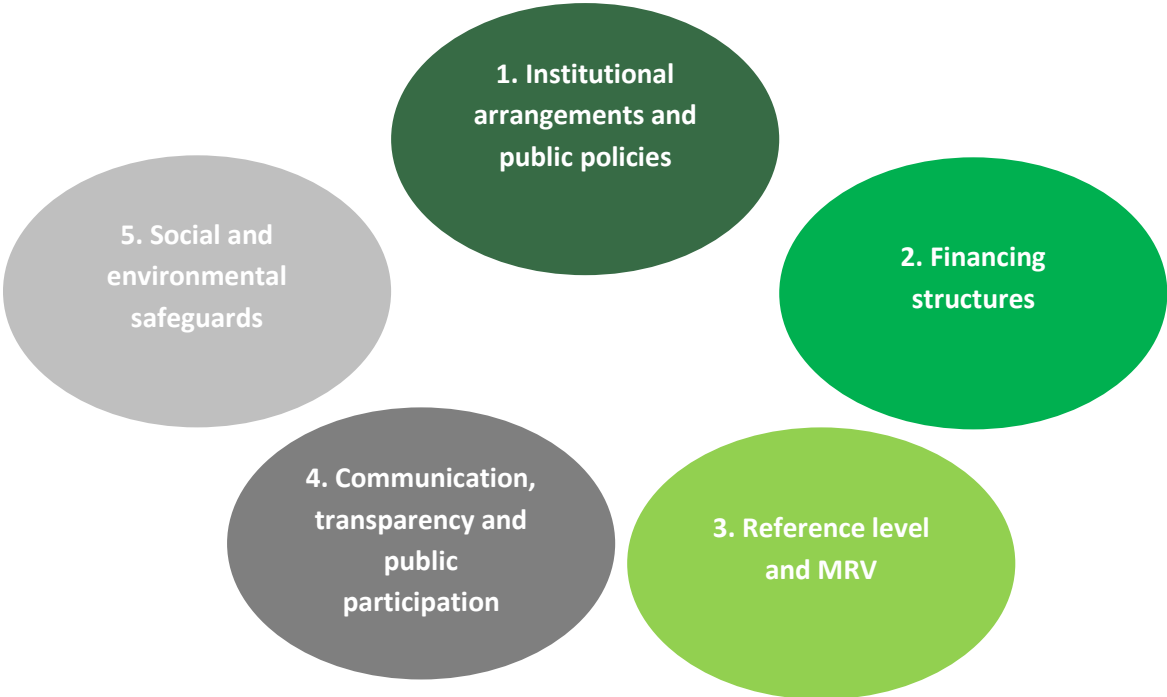 1. Institutional
arrangements and
public policies
2. Financing
structures
3. Reference level
and MRV
4. Communication,
transparency and
public
participation
5. Social and
environmental
safeguards